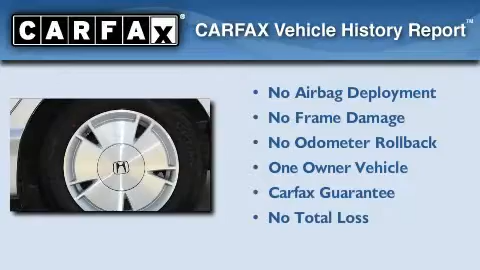 CARFAX® CARFAX Vehicle History Report™
• No Airbag Deployment
• No Frame Damage
• No Odometer Rollback
• One Owner Vehicle
• Carfax Guarantee
• No Total Loss